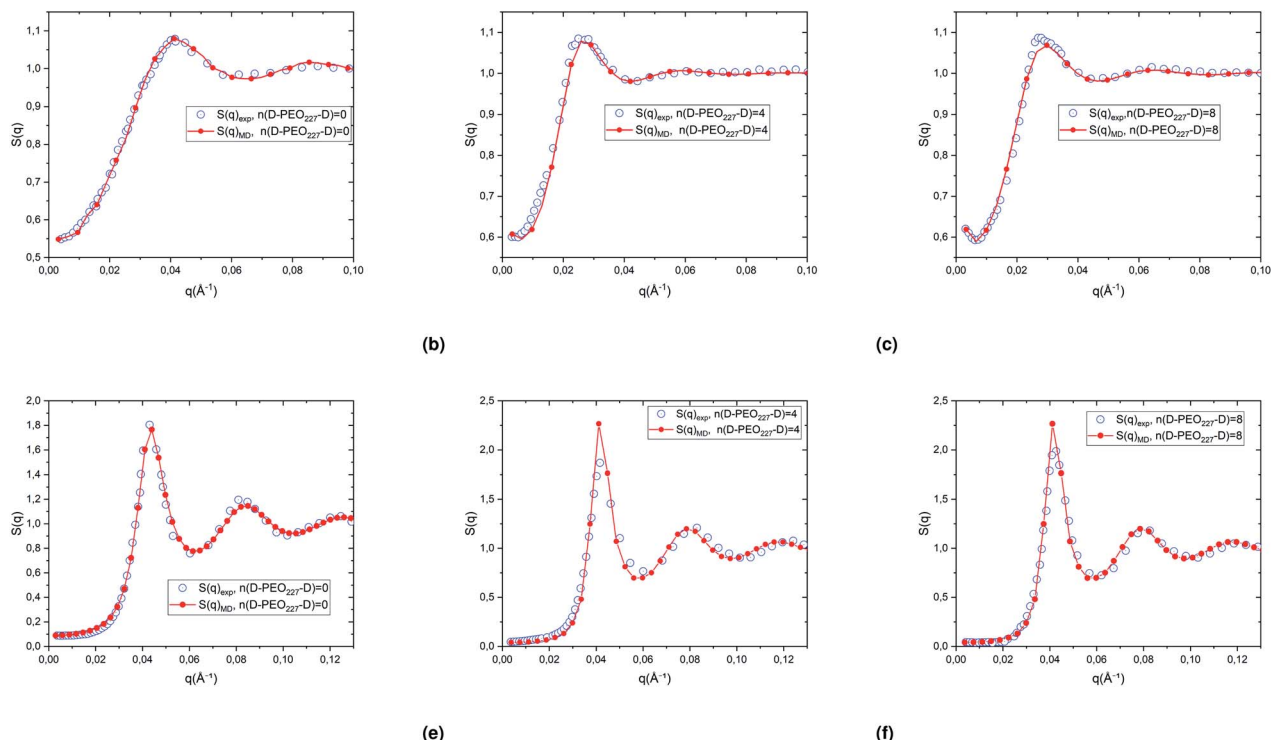 1,1
1,0
0,9
0,8
0,7
0,6
0,5
S(q)
S(q)exp, n(D-PEO227-D)=0
S(q)MD, n(D-PEO227-D)=0
0,00 0,02 0,04 0,06 0,08 0,10
q(Å-1)
1,1
1,0
0,9
0,8
0,7
0,6
S(q)
S(q)exp, n(D-PEO227-D)=4
S(q)MD, n(D-PEO227-D)=4
0,00 0,02 0,04 0,06 0,08 0,10
q(Å-1)
(b)
1,1
1,0
0,9
0,8
0,7
0,6
S(q)
S(q)exp,n(D-PEO227-D)=8
S(q)MD, n(D-PEO227-D)=8
0,00 0,02 0,04 0,06 0,08 0,10
q(Å-1)
(c)
2,0
1,8
1,6
1,4
1,2
1,0
0,8
0,6
0,4
0,2
0,0
S(q)
S(q)exp, n(D-PEO227-D)=0
S(q)MD, n(D-PEO227-D)=0
0,00 0,02 0,04 0,06 0,08 0,10 0,12
q(Å-1)
2,5
2,0
1,5
1,0
0,5
0,0
S(q)
S(q)exp, n(D-PEO227-D)=4
S(q)MD, n(D-PEO227-D)=4
0,00 0,02 0,04 0,06 0,08 0,10 0,12
q(Å-1)
(e)
2,5
2,0
1,5
1,0
0,5
0,0
S(q)
S(q)exp, n(D-PEO227-D)=8
S(q)MD, n(D-PEO227-D)=8
0,00 0,02 0,04 0,06 0,08 0,10 0,12
q(Å-1)
(f)